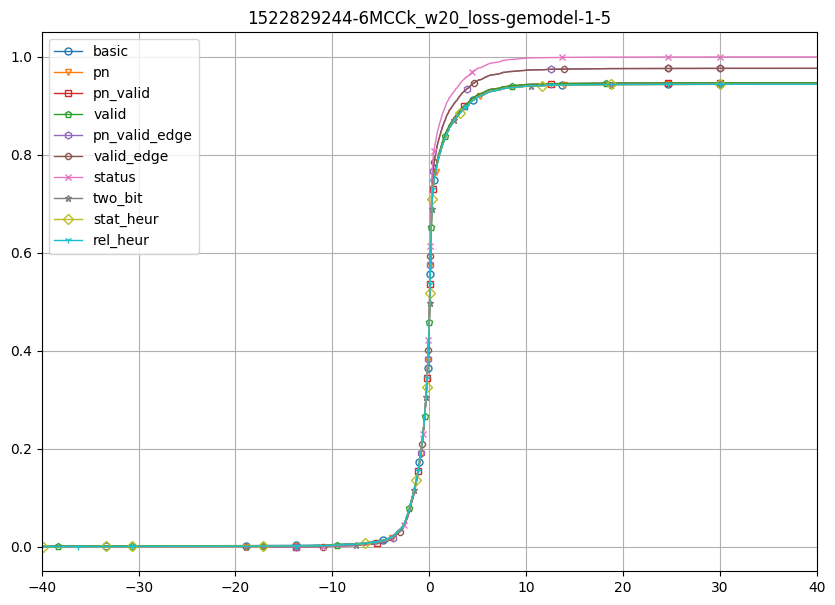 1522829244-6MCCk_w20_loss-gemodel-1-5
basic
pn
pn_valid
valid
pn_valid_edge
valid_edge
status
two_bit
stat_heur
rel_heur
1.0
0.8
0.6
0.4
0.2
0.0
−40 −30 −20 −10 0 10 20 30 40